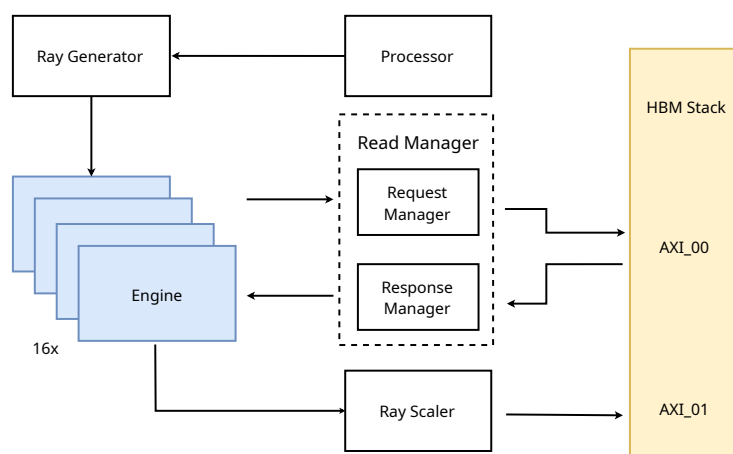 Ray Generator
Processor
HBM Stack
Read Manager
Request
Manager
AXI_00
Response
Manager
Engine
16x
Ray Scaler
AXI_01